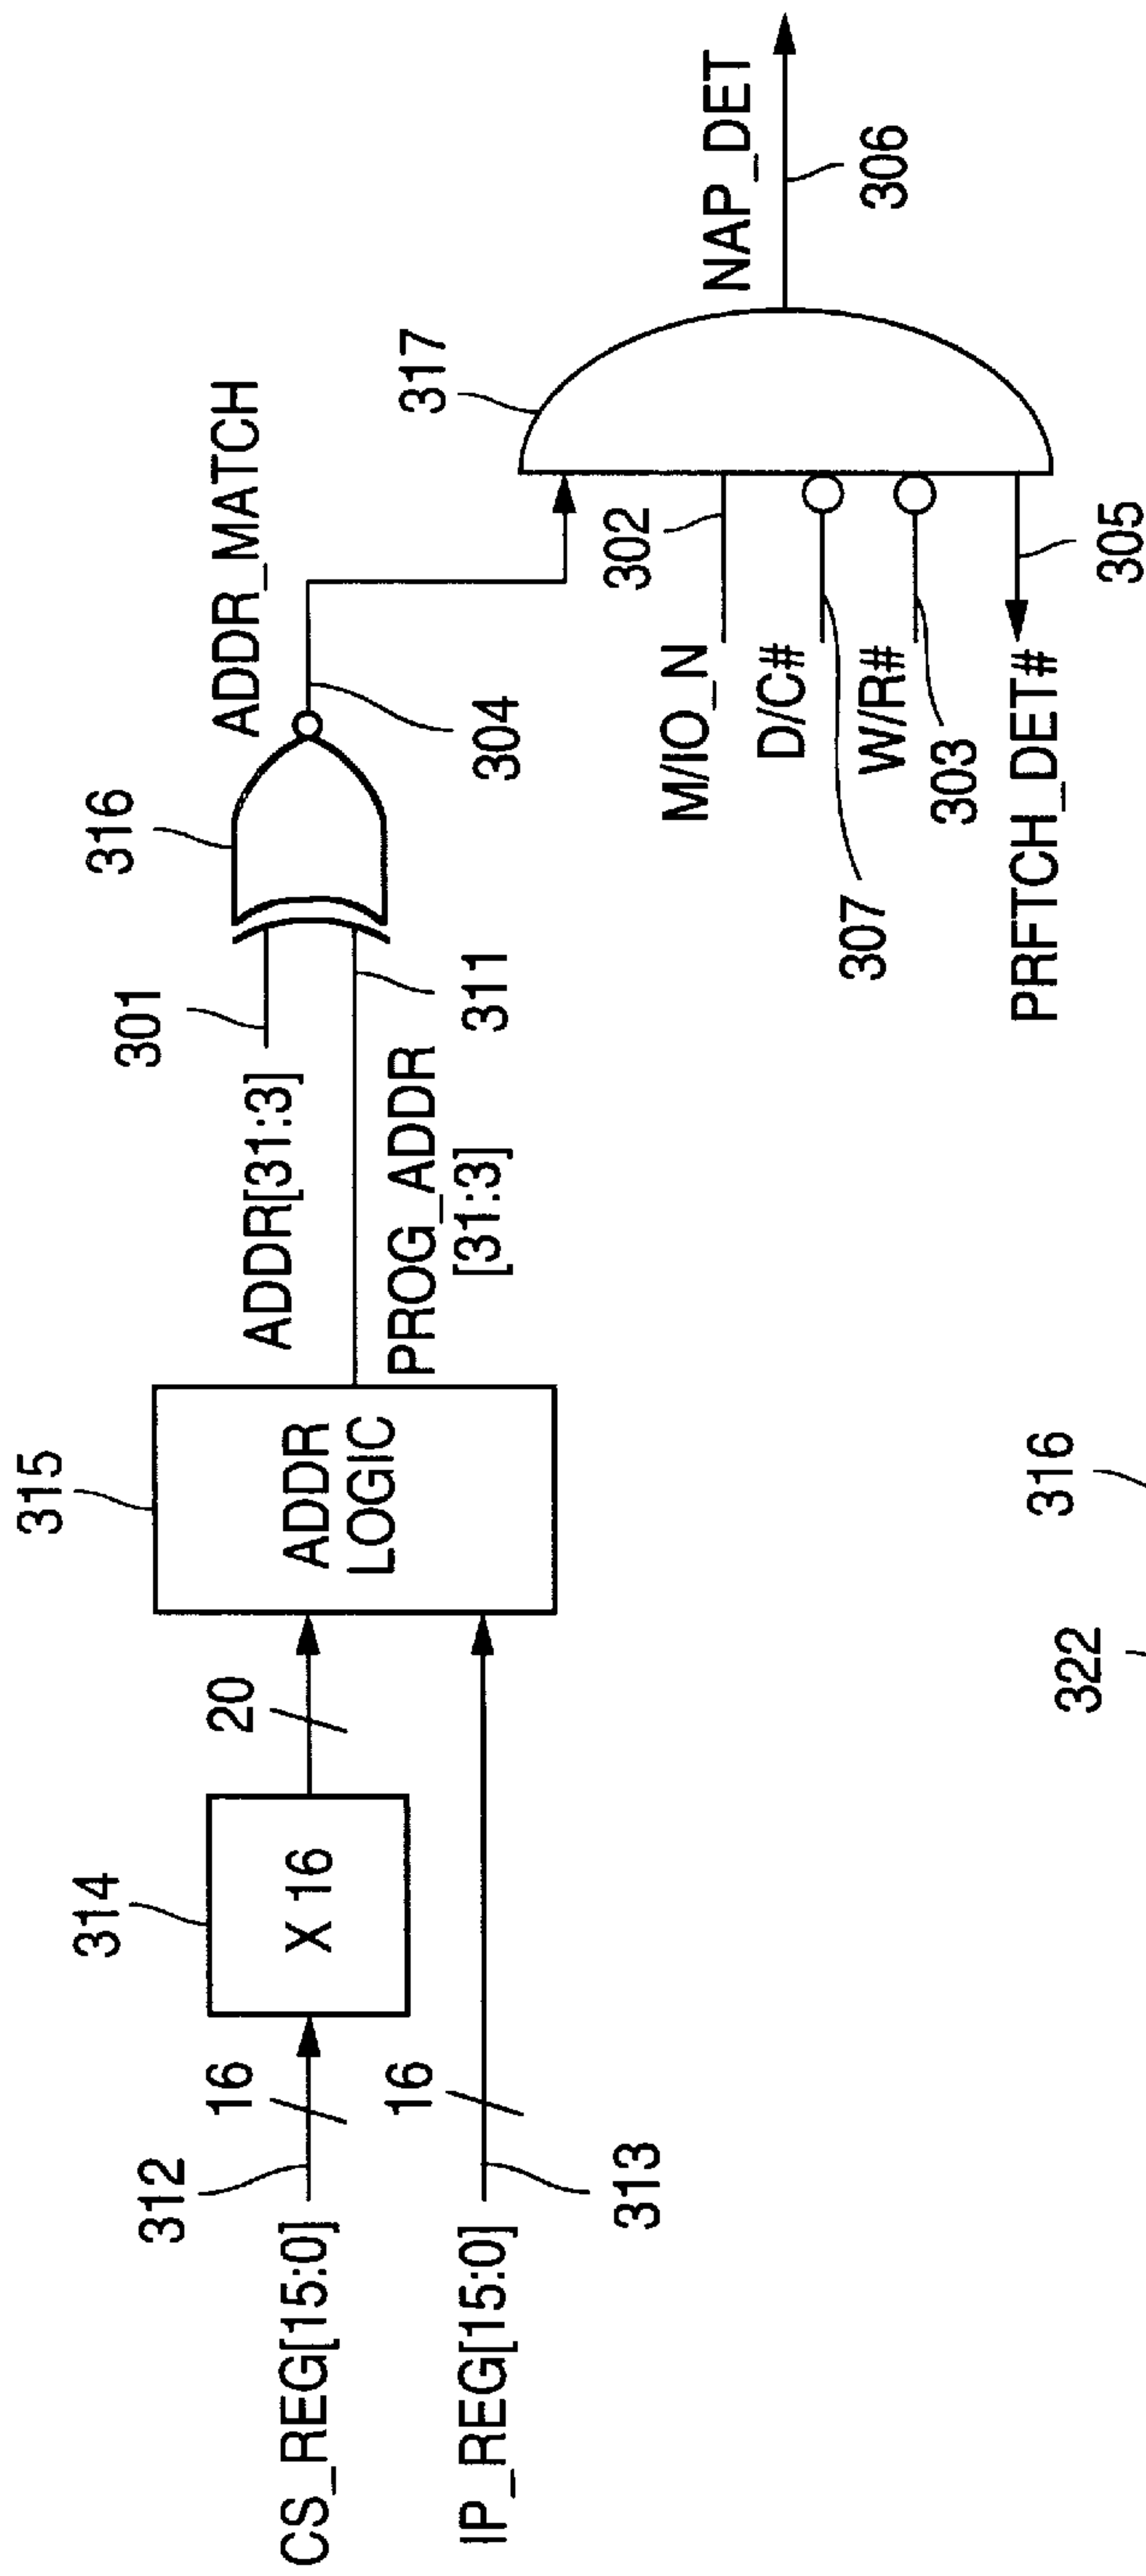 CS_REG[15:0]
312
16
314
X 16
20
IP_REG[15:0]
313
16
315
ADDR
LOGIC
ADDR[31:3]
301
PROG_ADDR
[31:3]
311
316
ADDR_MATCH
304
317
M/IO_N
302
D/C#
307
W/R#
303
PRFTCH_DET#
305
NAP_DET
306
322
316